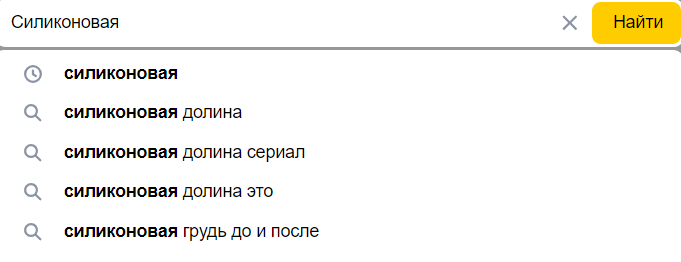 Силиконовая
Найти
силиконовая
силиконовая долина
силиконовая долина сериал
силиконовая долина это
силиконовая грудь до и после